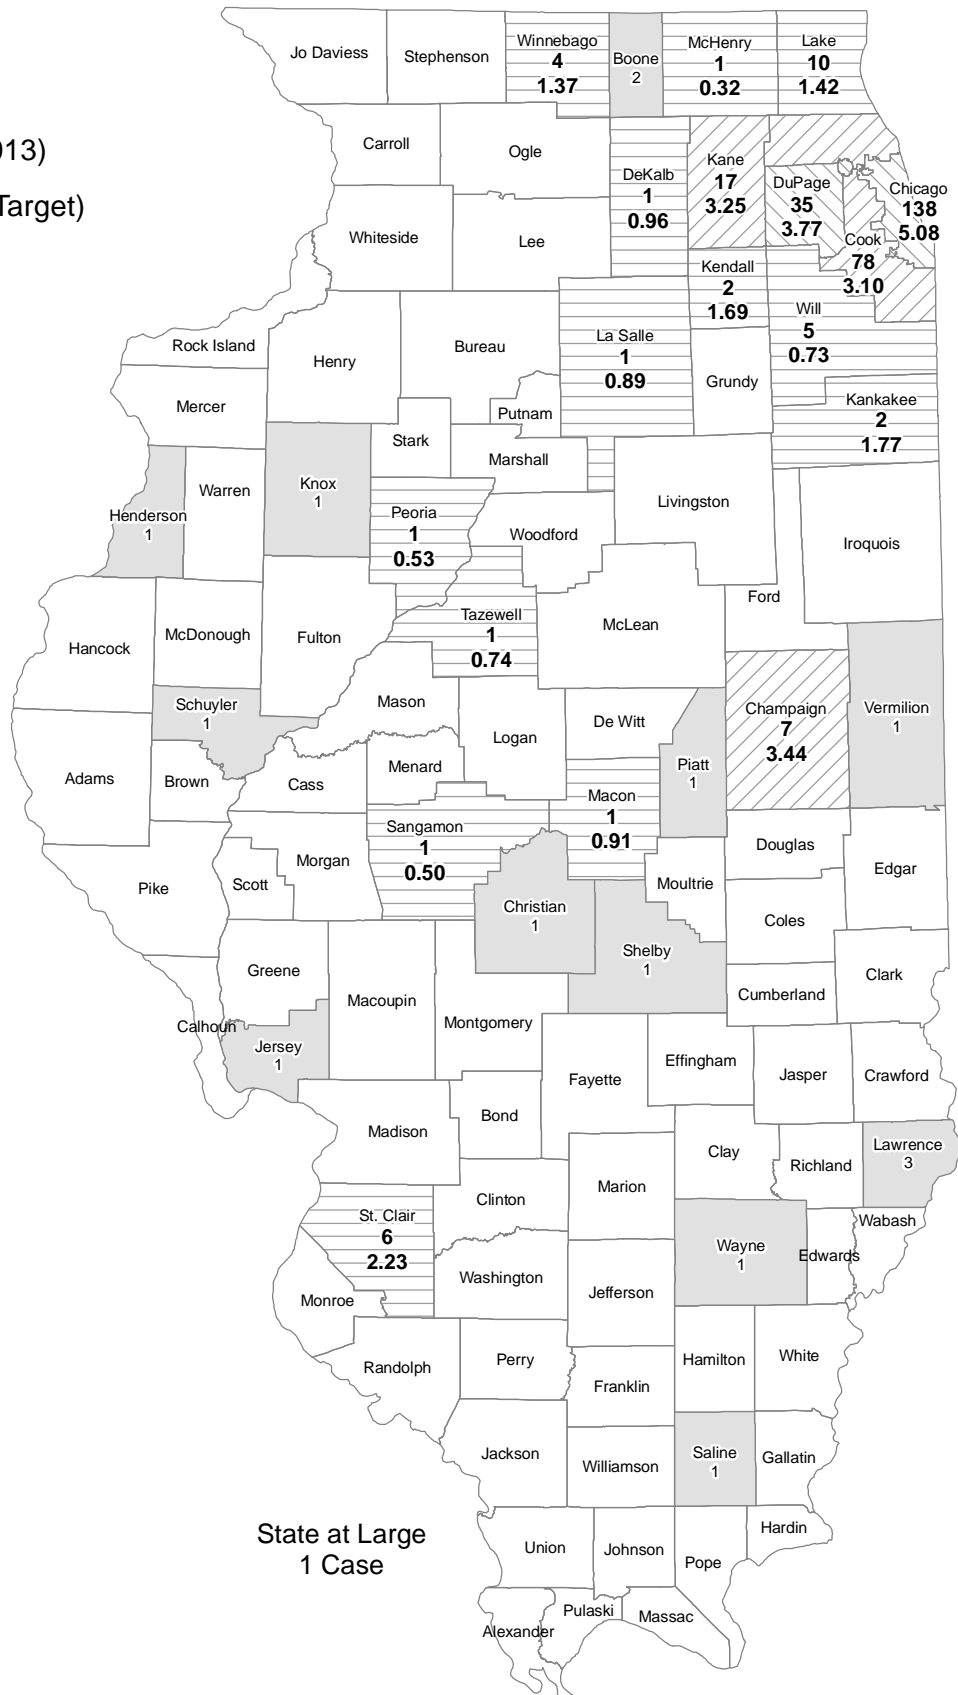 013)
Target)
Jo Daviess
Stephenson
Winnebago
4
1.37
Boone
2
McHenry
1
0.32
Lake
10
1.42
Carroll
Ogle
DeKalb
1
0.96
Kane
17
3.25
DuPage
35
3.77
Chicago
138
5.08
Cook
78
3.10
Whiteside
Lee
Kendall
2
1.69
Will
5
0.73
Rock Island
Henry
Bureau
La Salle
1
0.89
Grundy
Kankakee
2
1.77
Mercer
Putnam
Stark
Marshall
Henderson
1
Warren
Knox
1
Peoria
1
0.53
Woodford
Livingston
Iroquois
Ford
Hancock
McDonough
Fulton
Tazewell
1
0.74
McLean
Schuyler
1
Mason
Logan
De Witt
Piatt
1
Champaign
7
3.44
Vermilion
1
Adams
Brown
Cass
Menard
Macon
1
0.91
Sangamon
1
0.50
Pike
Scott
Morgan
Christian
1
Moultrie
Douglas
Edgar
Coles
Shelby
1
Greene
Macoupin
Montgomery
Cumberland
Clark
Calhoun
Jersey
1
Fayette
Effingham
Jasper
Crawford
Madison
Bond
Clay
Richland
Lawrence
3
Marion
Clinton
St. Clair
6
2.23
Wayne
1
Edwards
Wabash
Washington
Jefferson
Monroe
Randolph
Perry
Hamilton
White
Franklin
Jackson
Williamson
Saline
1
Gallatin
State at Large
1 Case
Union
Johnson
Pope
Hardin
Alexander
Pulaski
Massac